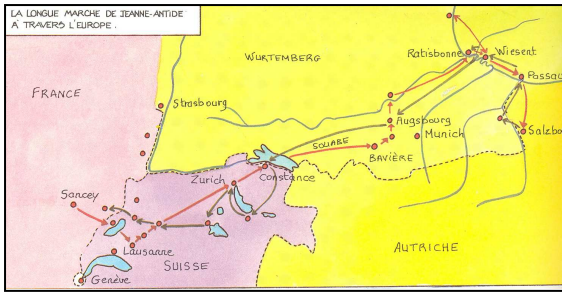 LA LONGUE MARCHE DE JEANNE-ANTIDE
À TRAVERS L'EUROPE.
WURTEMBERG
Ratisbonne
Wiesent
Passau
FRANCE
Strasbourg
Augsbourg
Munich
Salzbo
SOUABE
BAVIÈRE
Zurich
Constance
Sancey
Lausanne
SUISSE
AUTRICHE
Genève